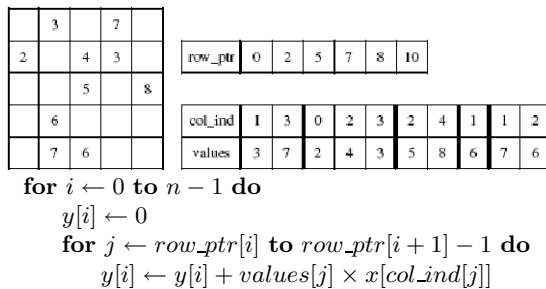 3 7
2 4 3
5 8
6
7 6
row_ptr 0 2 5 7 8 10
col_ind 1 3 0 2 3 2 4 1 1 2
values 3 7 2 4 3 5 8 6 7 6
for i ← 0 to n − 1 do
y[i] ← 0
for j ← row_ptr[i] to row_ptr[i + 1] − 1 do
y[i] ← y[i] + values[j] × x[col_ind[j]]